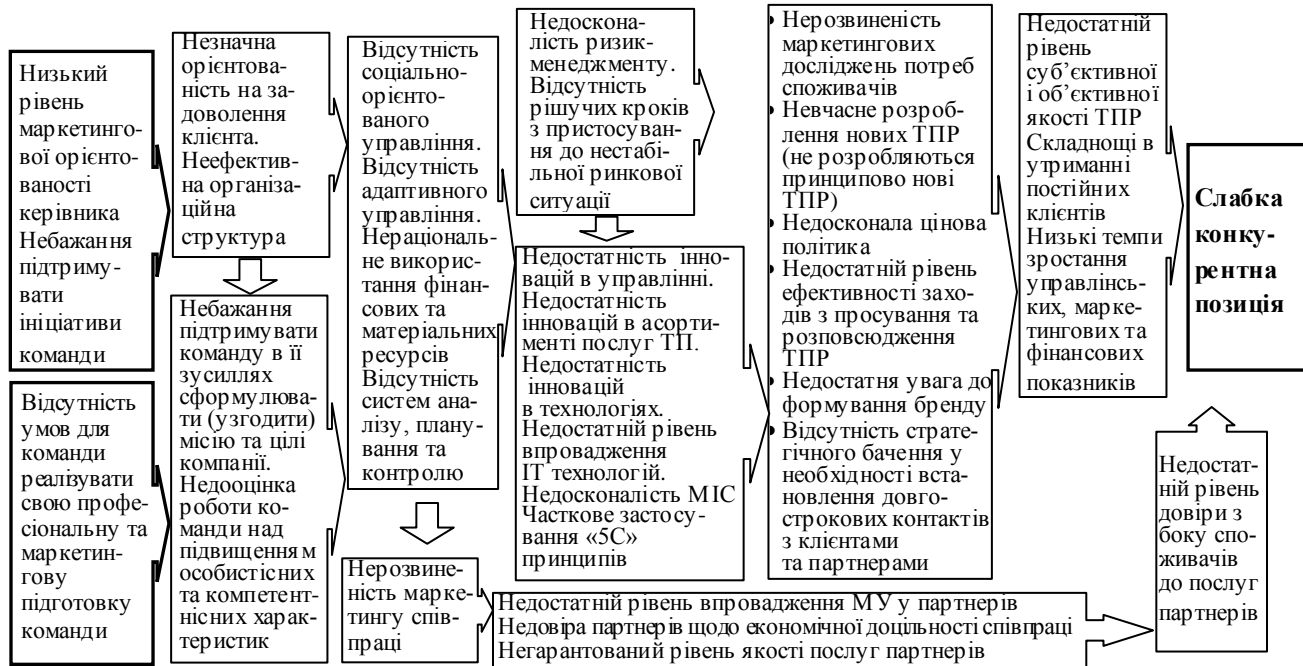 Низький
рівень
маркетинго-
вої орієнто-
ваності
керівника
Небажання
підтриму-
вати
ініціативи
команди
Відсутність
умов для
команди
реалізувати
свою профе-
сіональну та
маркетин-
гову
підготовку
команди
Незначна
орієнтова-
ність на за-
доволення
клієнта.
Неефектив-
на організа-
ційна
структура
Небажання
підтримувати
команду в її
зусиллях
сформулюва-
ти (узгодити)
місію та цілі
компанії.
Недооцінка
роботи ко-
манди над
підвищення м
особистісних
та компетент-
нісних харак-
теристик
Відсутність
соціально-
орієнто-
ваного
управління.
Відсутність
адаптивного
управління.
Нераціональ-
не викорис-
тання фінан-
сових та
матеріальних
ресурсів
Відсутність
систем ана-
лізу, плану-
вання та
контролю
Нерозвине-
ність марке-
тингу спів-
праці
Недоскона-
лість ризик-
менеджменту.
Відсутність
рішучих кроків
з пристосуван-
ня до нестабі-
льної ринкової
ситуації
Недостатність інно-
вацій в управлінні.
Недостатність
інновацій в асорти-
менті послуг ТП.
Недостатність
інновацій
в технологіях.
Недостатній рівень
впровадження
ІТ технологій.
Недосконалість МІС
Часткове застосу-
вання «5С»
принципів
• Нерозвиненість
маркетингових
досліджень потреб
споживачів
• Невчасне розроб-
лення нових ТПР
(не розробляються
принципово нові
ТПР)
• Недосконала цінова
політика
• Недостатній рівень
ефективності захо-
дів з просування та
розповсюдження
ТПР
• Недостатня увага до
формування бренду
• Відсутність страте-
гічного бачення у
необхідності вста-
новлення довго-
строкових контактів
з клієнтами
та партнерами
Недостатній рівень впровадження МУ у партнерів
Недовіра партнерів щодо економічної доцільності співпраці
Негарантований рівень якості послуг партнерів
Недостатній
рівень
суб’єктивної
і об’єктивної
якості ТПР
Складнощі в
утриманні
постійних
клієнтів
Низькі темпи
зростання
управлінсь-
ких, марке-
тингових та
фінансових
показників
Недостат-
ній рівень
довіри з
боку спо-
живачів
до послуг
партнерів
Слабка
конку-
рентна
позиція